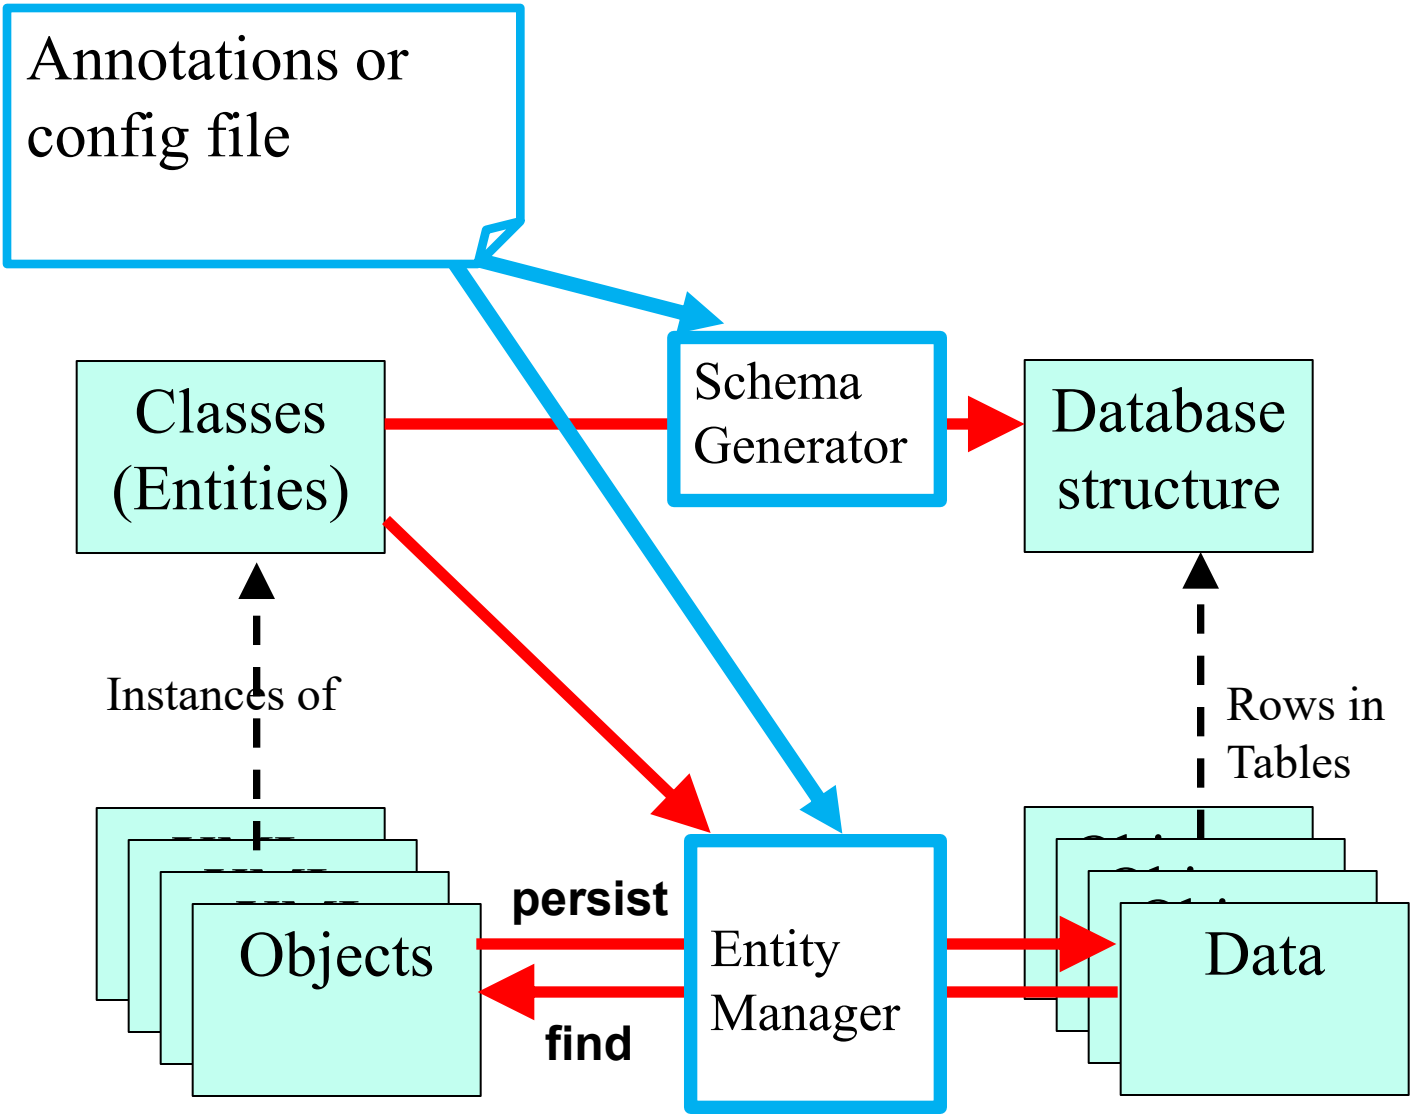 Annotations or
config file
Schema
Generator
Classes
(Entities)
Database
structure
Instances of
Rows in
Tables
persist
Objects
Entity
Manager
Data
find